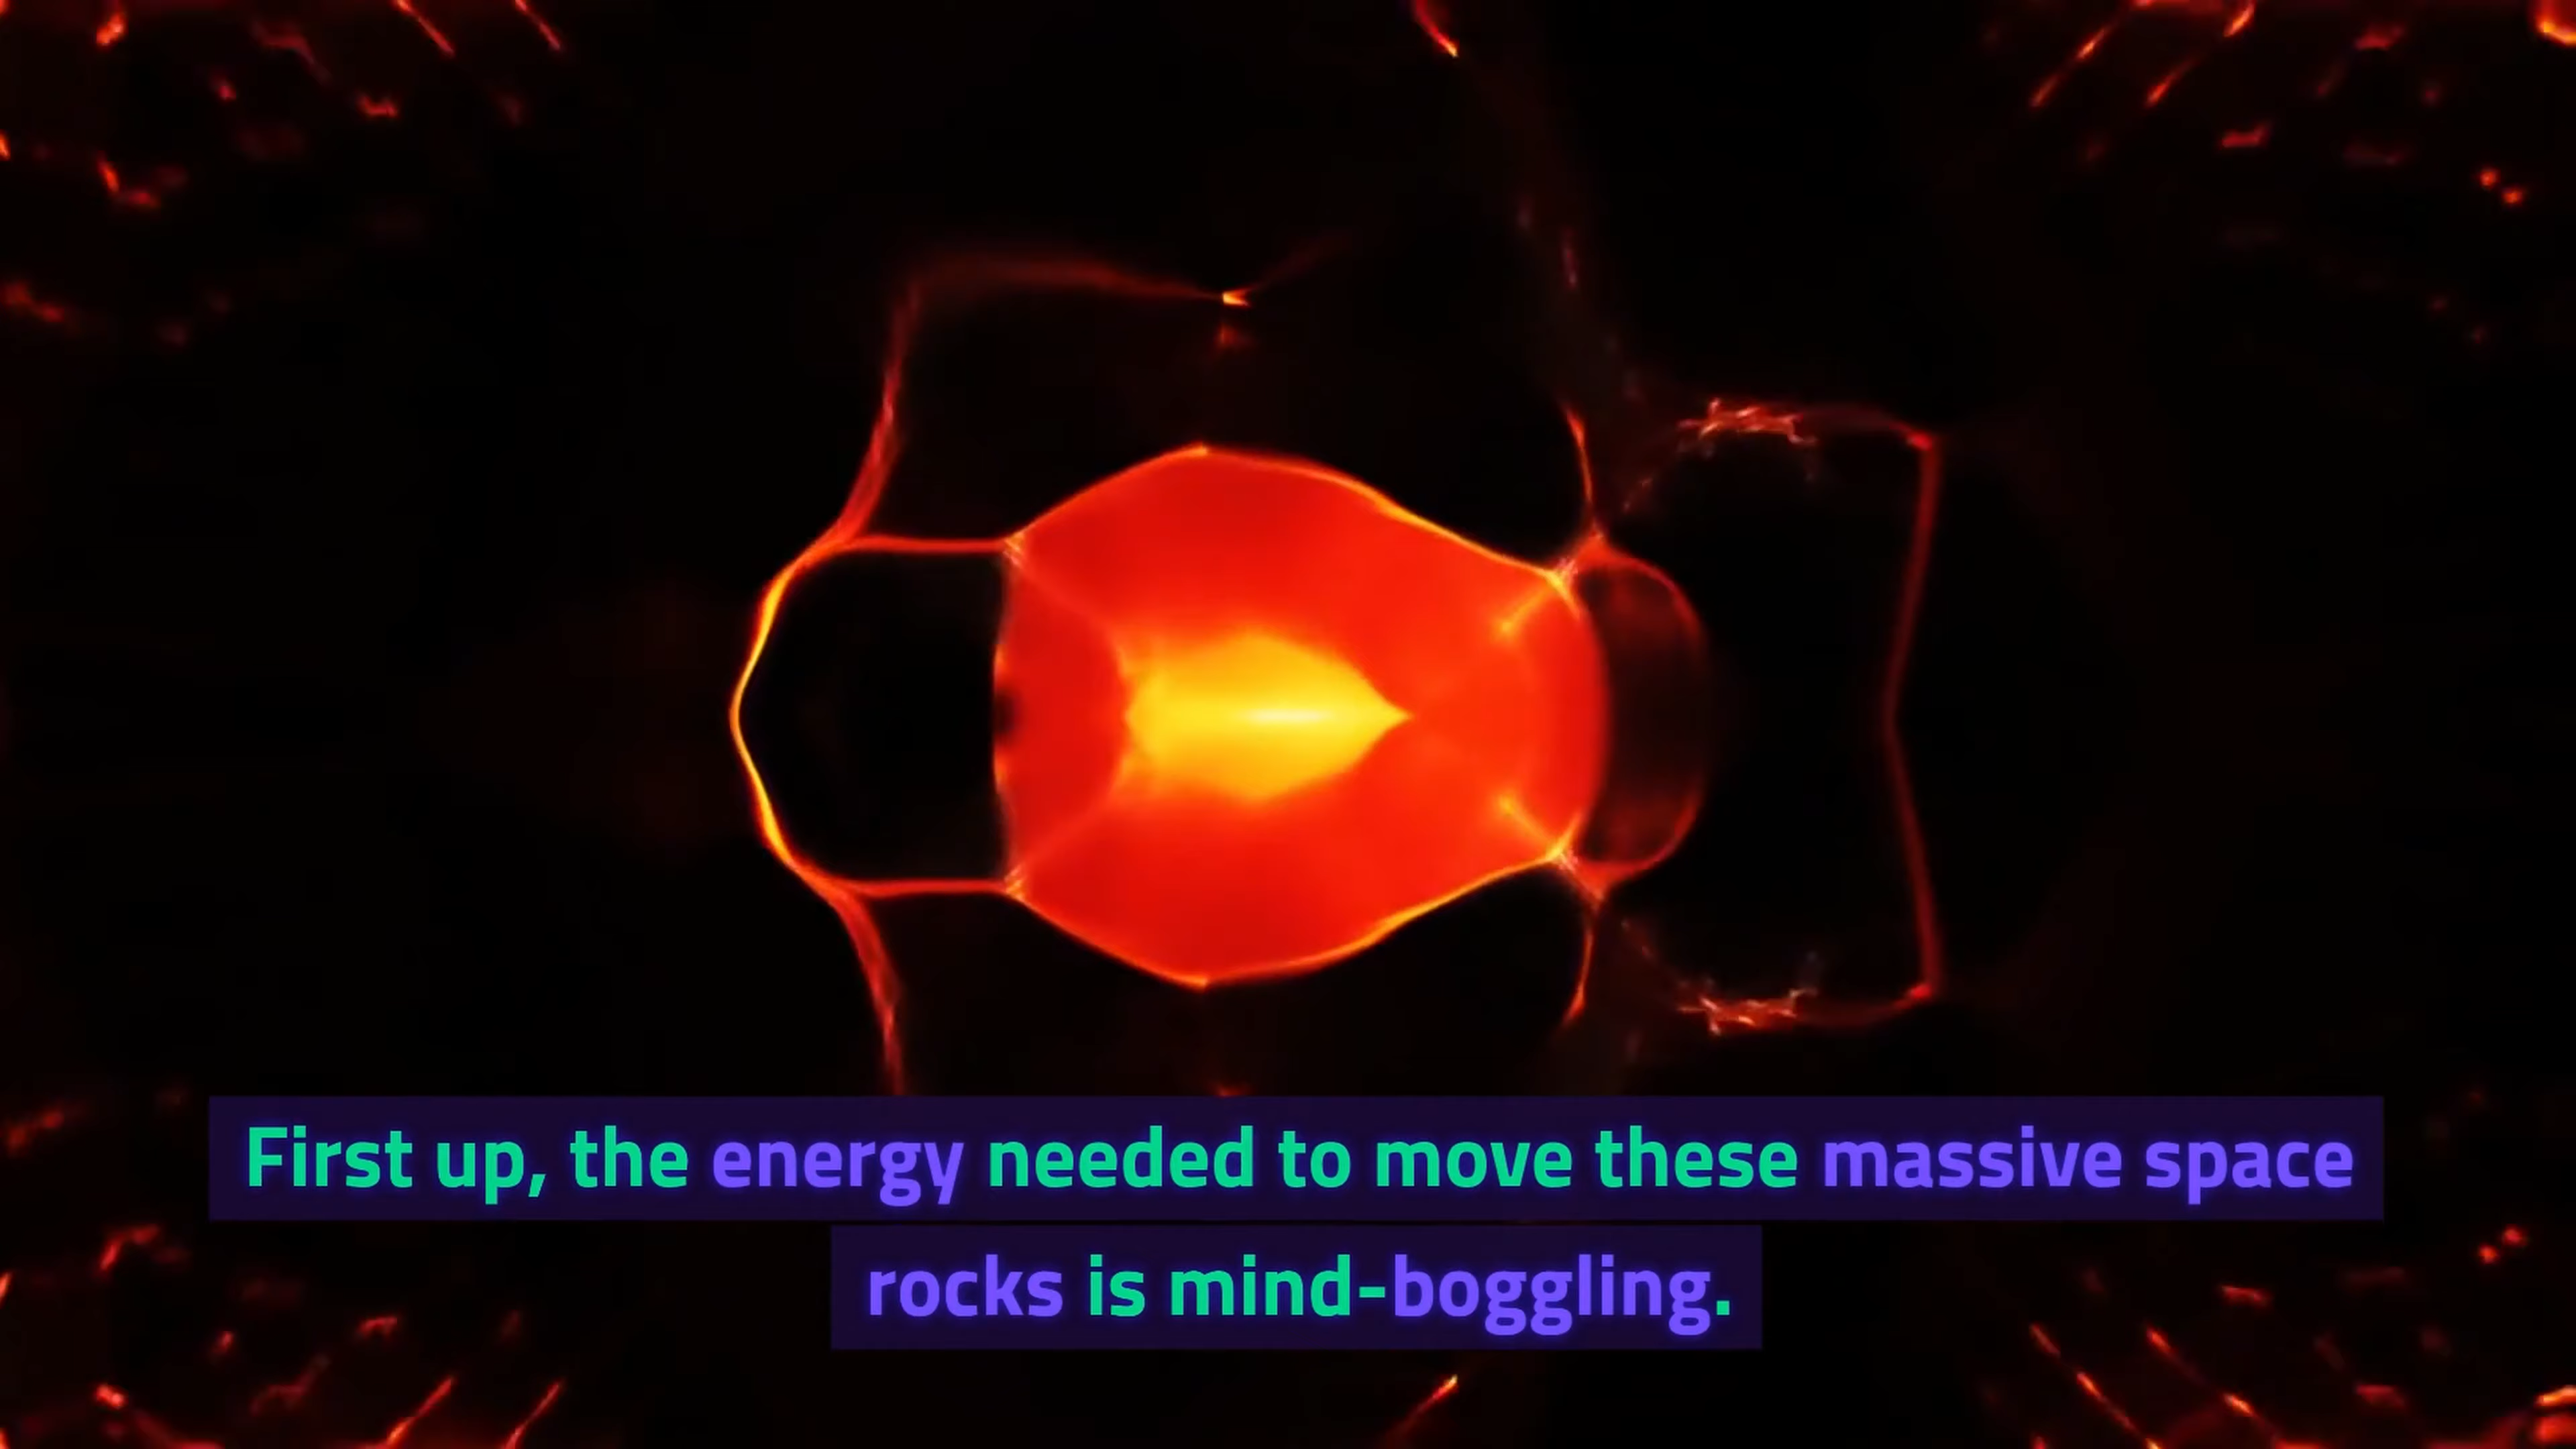 First up, the energy needed to move these massive space
rocks is mind-boggling.